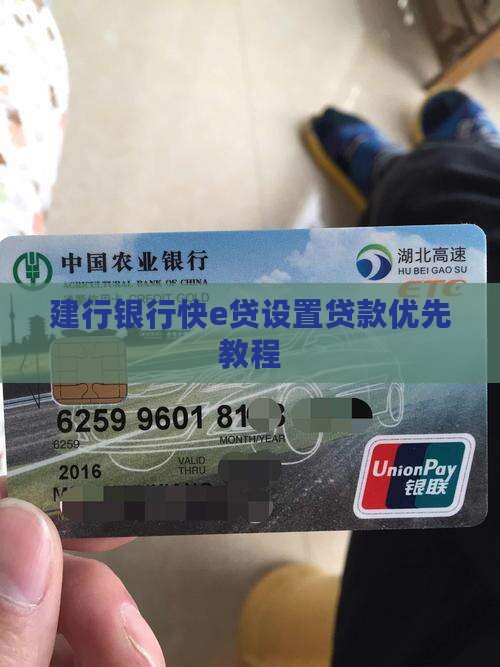 中国农业银行
AGRICULTURAL BANK OF CHINA
CREDIT GOLD
湖北高速
HU BEI GAO SU
ETC
建行银行快e贷设置贷款优先
教程
6259 9601 81
6259
MONTH/YEAR
2016
VALID
THRU
UnionPay
银联